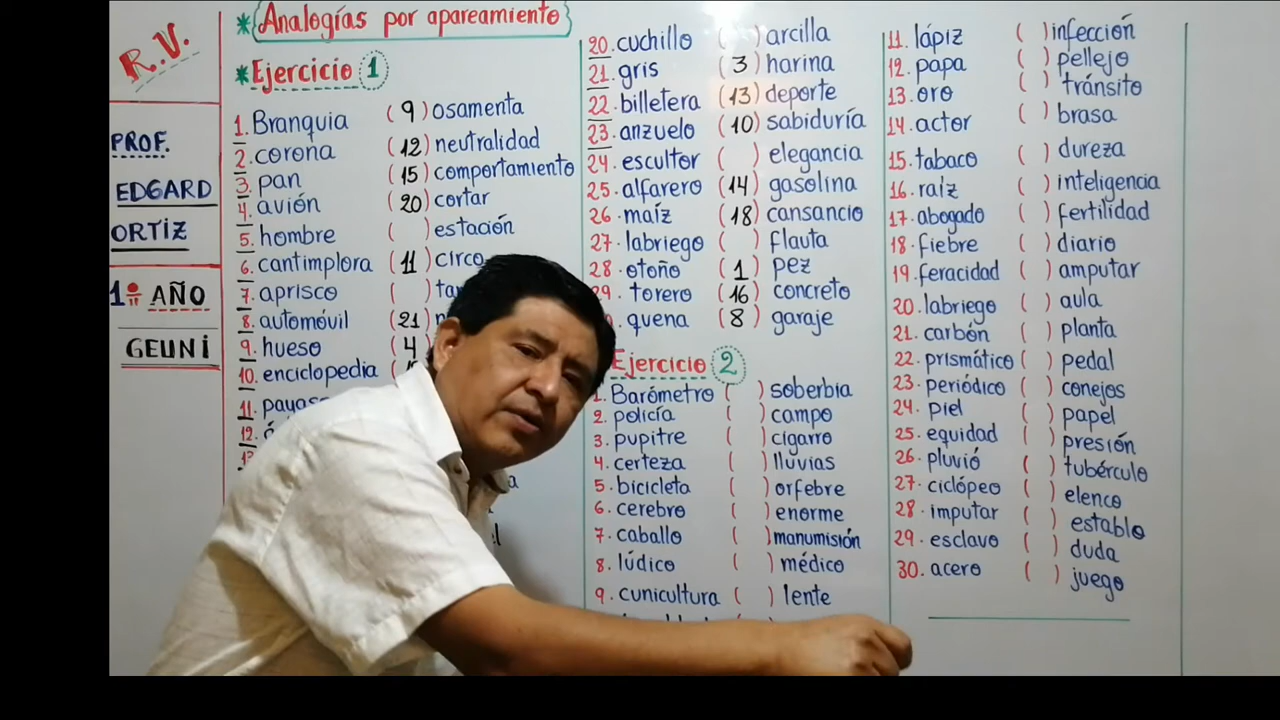 R.V.
PROF.
EDGARD
ORTIZ
1º AÑO
GEUNI
* Analogías por apareamiento
* Ejercicio 1
1. Branquia ( 9 ) osamenta
2. corona (12) neutralidad
3. pan (15) comportamiento
4. avión (20) cortar
5. hombre ( ) estación
6. cantimplora (11) circo
7. aprisco ( )
8. automóvil (21)
9. hueso ( 4
10. enciclopedia (
11.
12.
20. cuchillo ( ) arcilla
21. gris ( 3 ) harina
22. billetera (13) deporte
23. anzuelo (10) sabiduría
24. escultor ( ) elegancia
25. alfarero (14) gasolina
26. maíz (18) cansancio
27. labriego ( ) flauta
28. otoño ( 1 ) pez
29. torero (16) concreto
quena ( 8 ) garaje
Ejercicio 2
1. Barómetro ( ) soberbia
2. policía ( ) campo
3. pupitre ( ) cigarro
4. certeza ( ) lluvias
5. bicicleta ( ) orfebre
6. cerebro ( ) enorme
7. caballo ( ) manumisión
8. lúdico ( ) médico
9. cunicultura ( ) lente
11. lápiz ( ) infección
12. papa ( ) pellejo
13. oro ( ) tránsito
14. actor ( ) brasa
15. tabaco ( ) dureza
16. raíz ( ) inteligencia
17. abogado ( ) fertilidad
18. fiebre ( ) diario
19. feracidad ( ) amputar
20. labriego ( ) aula
21. carbón ( ) planta
22. prismático ( ) pedal
23. periódico ( ) conejos
24. piel ( ) papel
25. equidad ( ) presión
26. pluvió ( ) tubérculo
27. ciclópeo ( ) elenco
28. imputar ( ) establo
29. esclavo ( ) duda
30. acero ( ) juego